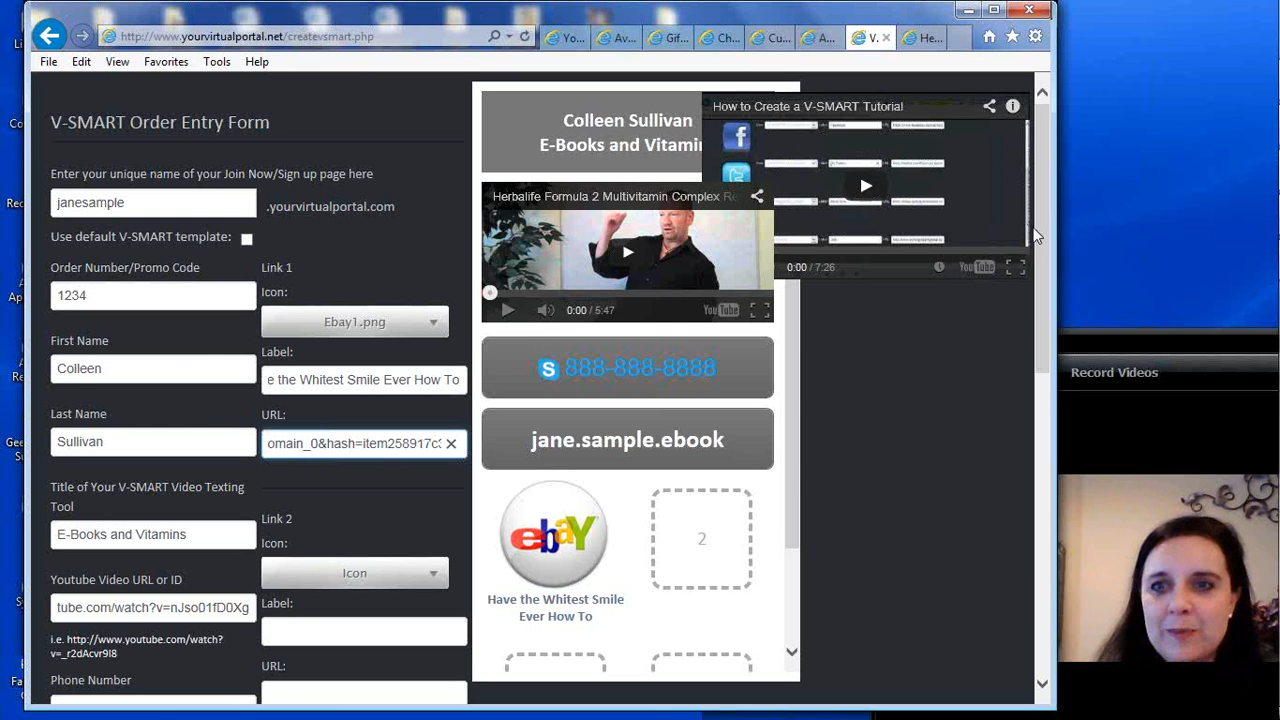 http://www.yourvirtualportal.net/createvsmart.php
Yo...
Av...
Gif...
Ch...
Cu...
A...
V.
He...
File Edit View Favorites Tools Help
V-SMART Order Entry Form
Enter your unique name of your Join Now/Sign up page here
janesample
.yourvirtualportal.com
Use default V-SMART template:
Order Number/Promo Code
1234
First Name
Colleen
Last Name
Sullivan
Title of Your V-SMART Video Texting
Tool
E-Books and Vitamins
Youtube Video URL or ID
tube.com/watch?v=nJso01fD0Xg
i.e. http://www.youtube.com/watch?
v=_r2dAcvr9l8
Phone Number
Link 1
Icon:
Ebay1.png
Label:
e the Whitest Smile Ever How To
URL:
omain_0&hash=item258917c3
Link 2
Icon:
Icon
Label:
URL:
Colleen Sullivan
E-Books and Vitamin
How to Create a V-SMART Tutorial
0:00 / 7:26
YouTube
Herbalife Formula 2 Multivitamin Complex Re
0:00 / 5:47
YouTube
888-888-8888
jane.sample.ebook
ebaY
2
Have the Whitest Smile
Ever How To
Record Videos